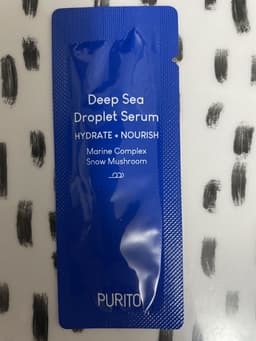 Deep Sea
Droplet Serum
HYDRATE + NOURISH
Marine Complex
Snow Mushroom
PURITO